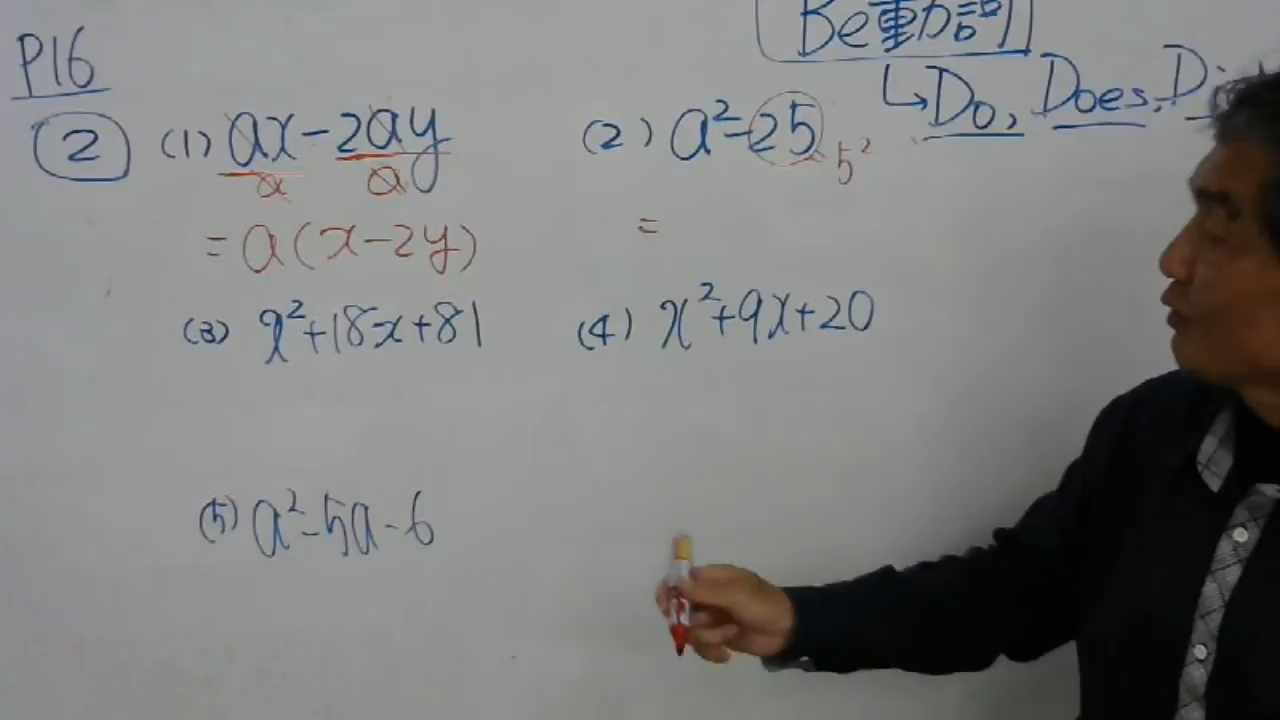 P16
Be動詞
↳Do, Does, Di
② (1) ax-2ay
a a
= a(x-2y)
(2) a²-25 5²
=
(3) x²+18x+81
(4) x²+9x+20
(5) a²-5a-6